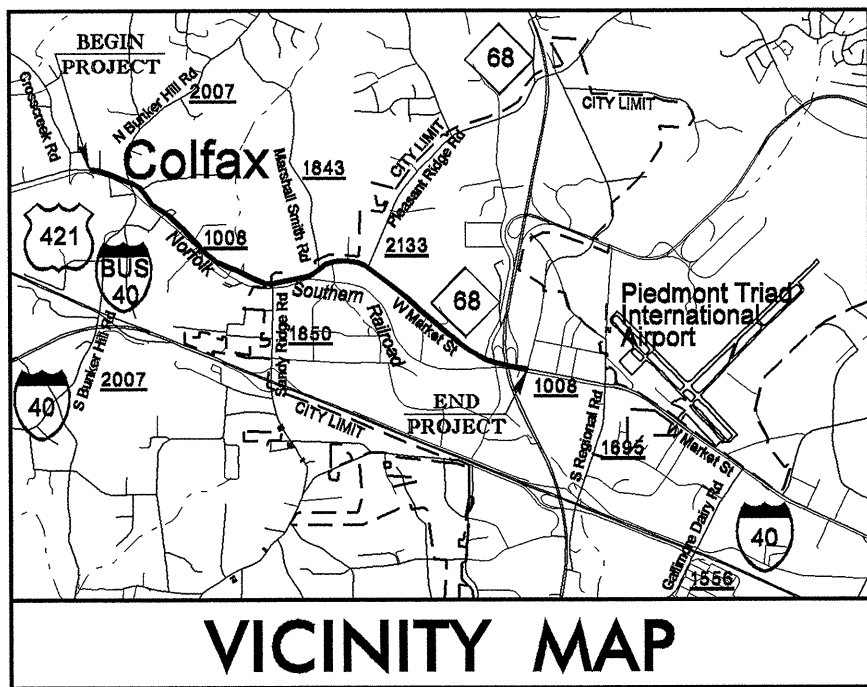 BEGIN
PROJECT
Crosscreek Rd
N Bunker Hill Rd
2007
Colfax
Marshall Smith Rd
1843
CITY LIMIT
Pleasant Ridge Rd
68
CITY LIMIT
421
BUS
40
1008
2133
Norfolk
Southern
Railroad
W Market St
68
Piedmont Triad
International
Airport
S Bunker Hill Rd
2007
40
Sandy Ridge Rd
1850
CITY LIMIT
END
PROJECT
1008
S Regional Rd
1695
W Market St
Gallimore Dairy Rd
40
1556
VICINITY MAP